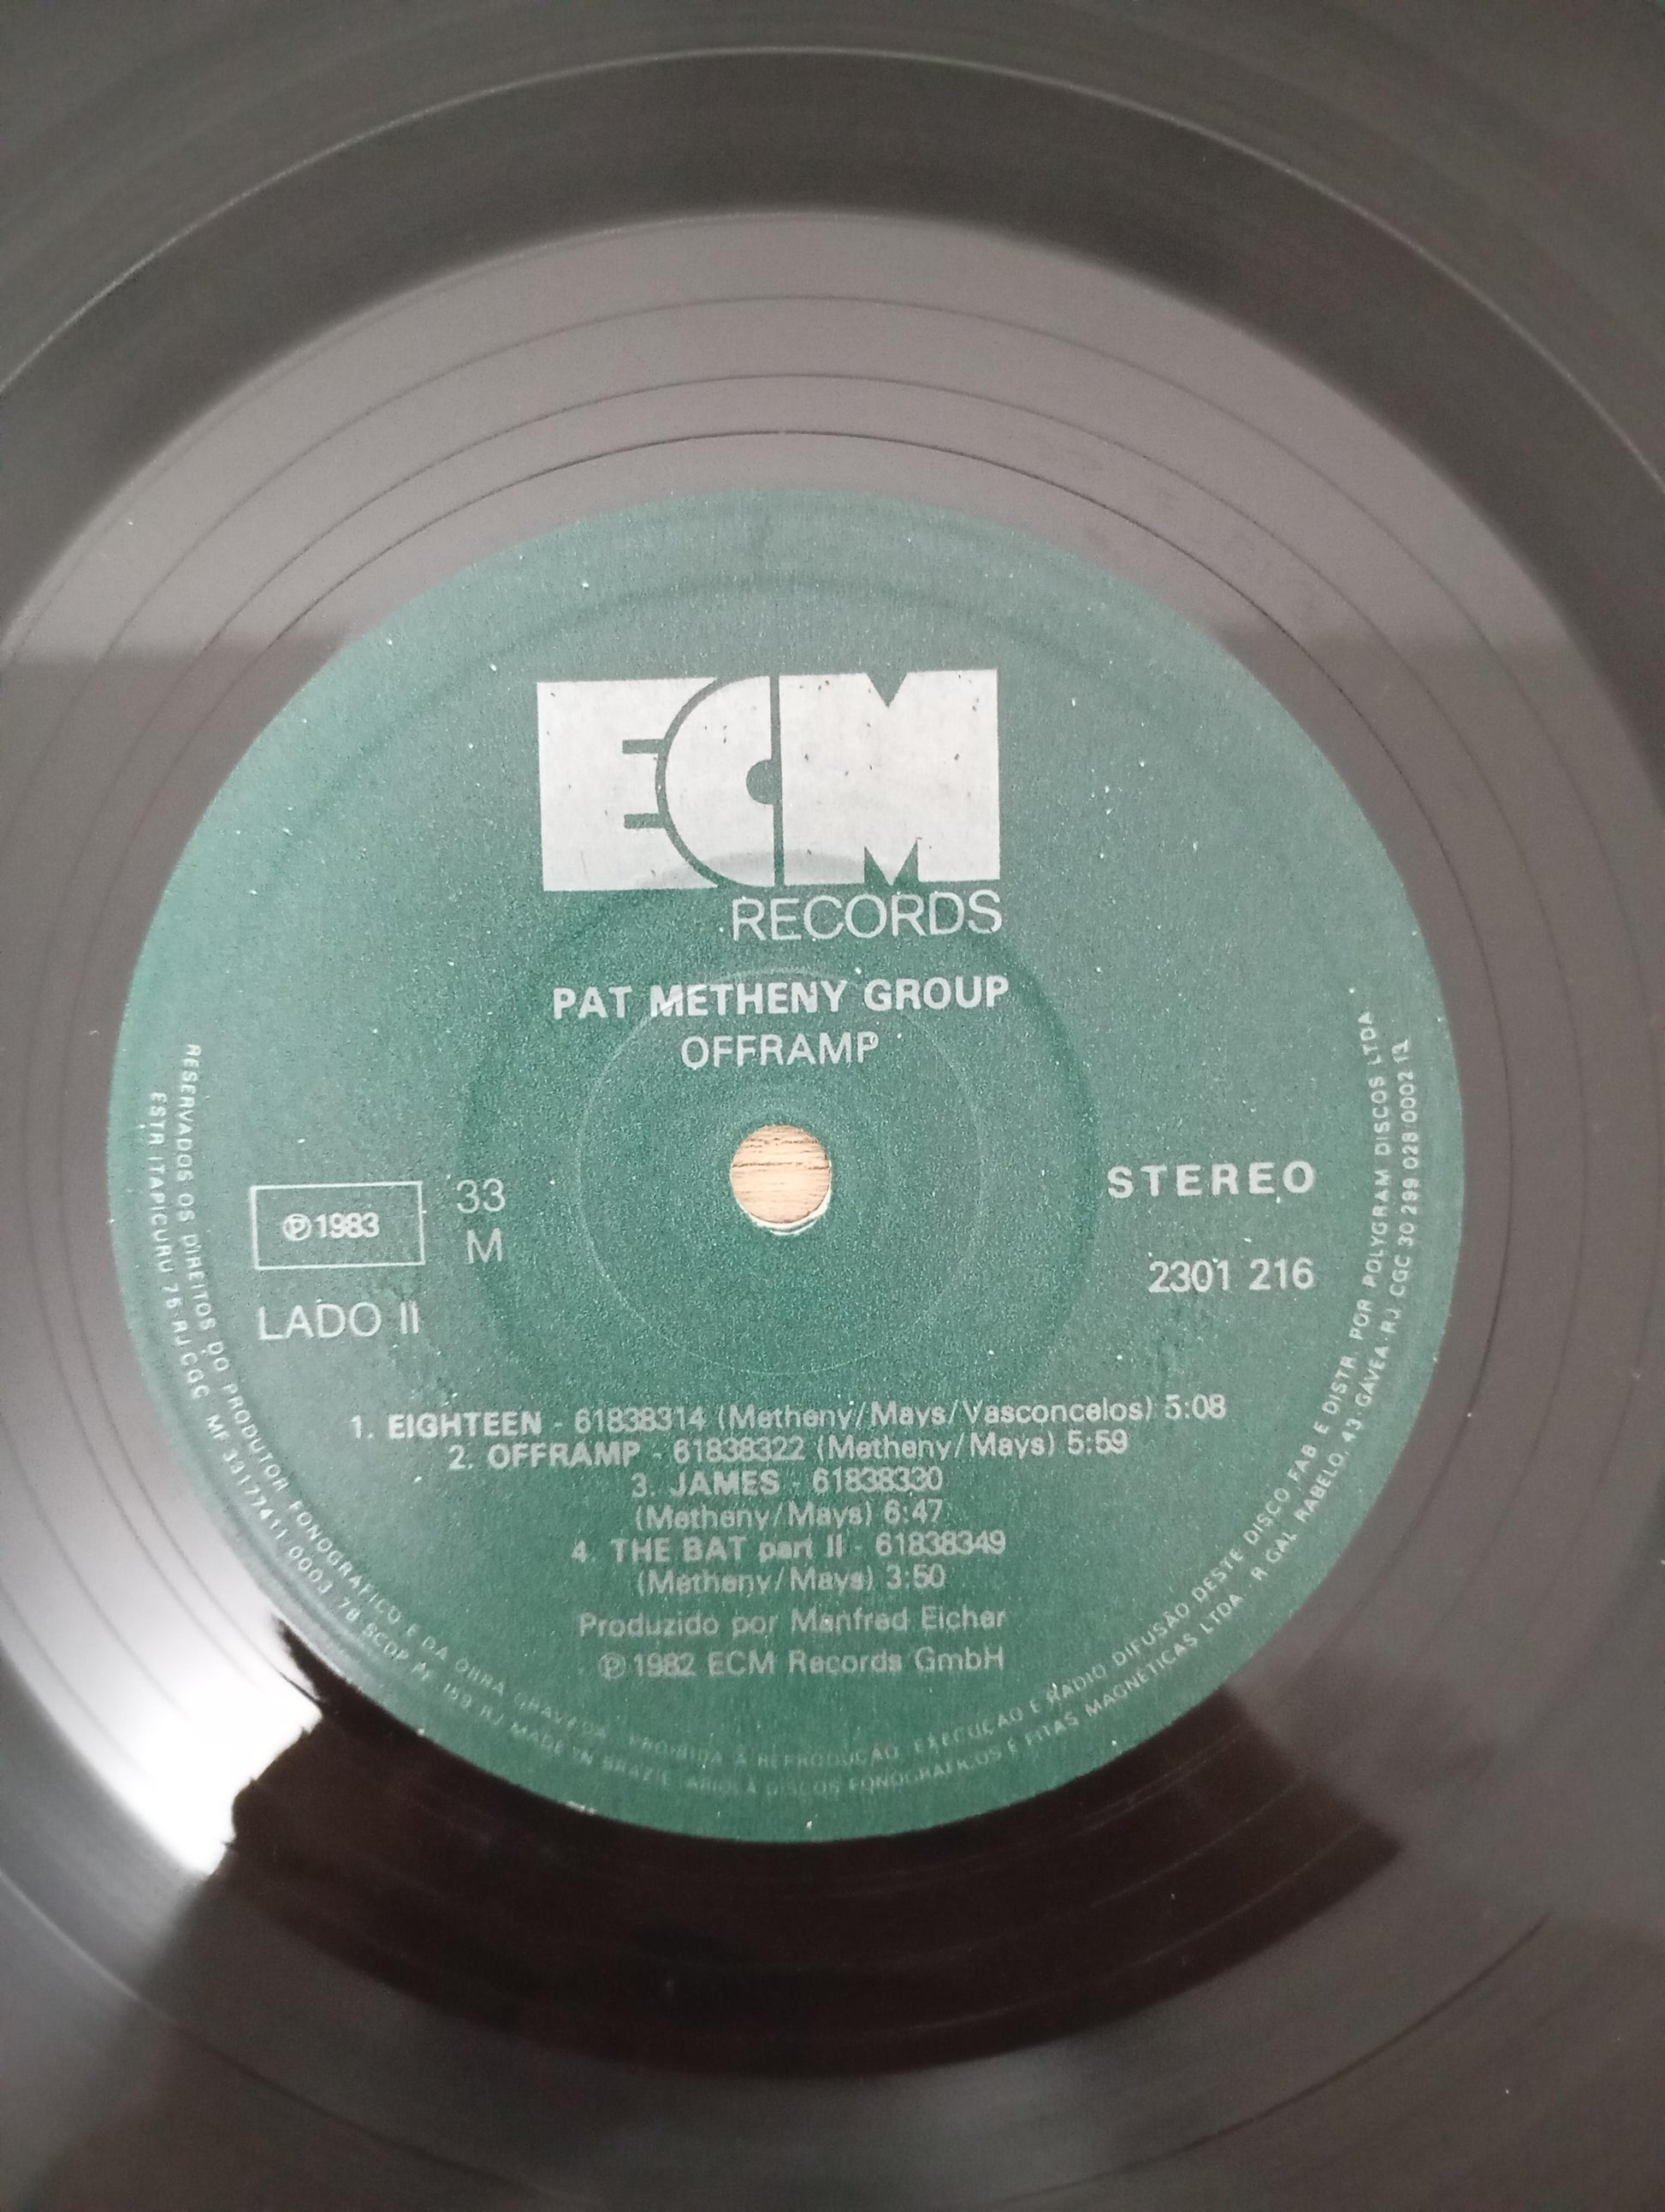 ECM
RECORDS
PAT METHENY GROUP
OFFRAMP
℗1983
33
M
LADO II
STEREO
2301 216
1. EIGHTEEN - 61838314 (Metheny/Mays/Vasconcelos) 5:08
2. OFFRAMP - 61838322 (Metheny/Mays) 5:59
3. JAMES - 61838330
(Metheny/Mays) 6:47
4. THE BAT part II - 61838349
(Metheny/Mays) 3:50
Produzido por Manfred Eicher
℗ 1982 ECM Records GmbH
RESERVADOS OS DIREITOS DO PRODUTOR FONOGRAFICO E DA OBRA GRAVADA PROIBIDA A REPRODUÇAO EXECUÇAO E RADIO DIFUSÃO DESTE DISCO FAB E DISTR POR POLYGRAM DISCOS LTDA
ESTR ITAPICURU 75 RJ CGC MF 33177411 0003 78 SCDP PF 159 RJ MADE IN BRAZIL ARIOLA DISCOS FONOGRAFICOS E FITAS MAGNÉTICAS LTDA. R GAL RABELO, 43 GAVEA RJ CGC 30 299 028 0002 12